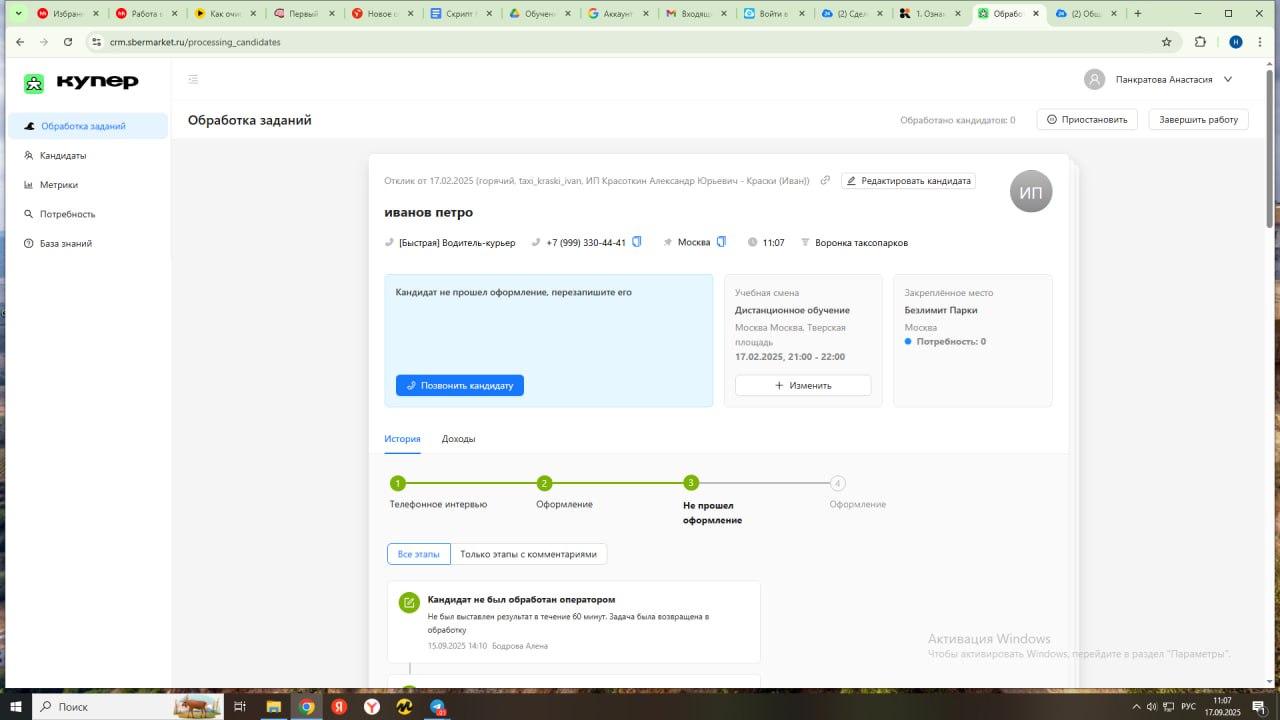 Избранн
Работа
Как оче
Первый
Новое с
Скрипт
Обучен
Аккаунт
Входящ
Войти в
(2) Сдел
1. Озна
Обрабо
(2) Общ
crm.sbermarket.ru/processing_candidates
Н
купер
Панкратова Анастасия
Обработка заданий
Кандидаты
Метрики
Потребность
База знаний
Обработка заданий
Обработано кандидатов: 0
Приостановить
Завершить работу
Отклик от 17.02.2025 (горячий, taxi_kraski_ivan, ИП Красоткин Александр Юрьевич - Краски (Иван))
Редактировать кандидата
ИП
иванов петро
[Быстрая] Водитель-курьер
+7 (999) 330-44-41
Москва
11:07
Воронка таксопарков
Кандидат не прошел оформление, перезапишите его
Позвонить кандидату
Учебная смена
Дистанционное обучение
Москва Москва, Тверская
площадь
17.02.2025, 21:00 - 22:00
Изменить
Закреплённое место
Безлимит Парки
Москва
Потребность: 0
История
Доходы
1
2
3
4
Телефонное интервью
Оформление
Не прошел
оформление
Оформление
Все этапы
Только этапы с комментариями
Кандидат не был обработан оператором
Не был выставлен результат в течение 60 минут. Задача была возвращена в
обработку
15.09.2025 14:10 Бодрова Алена
Активация Windows
Чтобы активировать Windows, перейдите в раздел "Параметры".
Поиск
РУС
11:07
17.09.2025